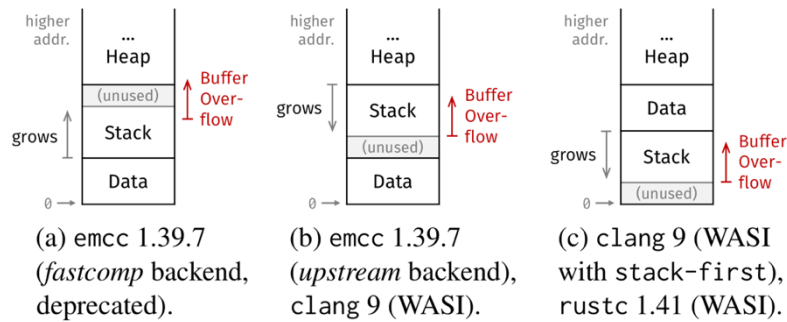 higher
addr.
...
Heap
(unused)
Stack
Data
grows
0
Buffer
Over-
flow
(a) emcc 1.39.7
(fastcomp backend,
deprecated).
higher
addr.
...
Heap
Stack
(unused)
Data
grows
0
Buffer
Over-
flow
(b) emcc 1.39.7
(upstream backend),
clang 9 (WASI).
higher
addr.
...
Heap
Data
Stack
(unused)
grows
0
Buffer
Over-
flow
(c) clang 9 (WASI
with stack-first),
rustc 1.41 (WASI).